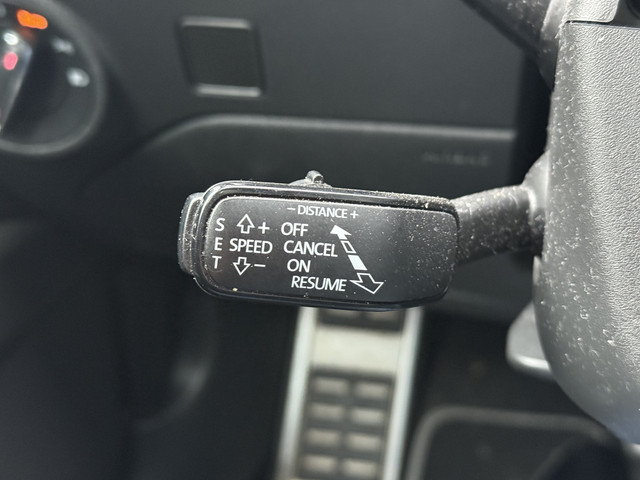 − DISTANCE +
S + OFF
E SPEED CANCEL
T − ON
RESUME